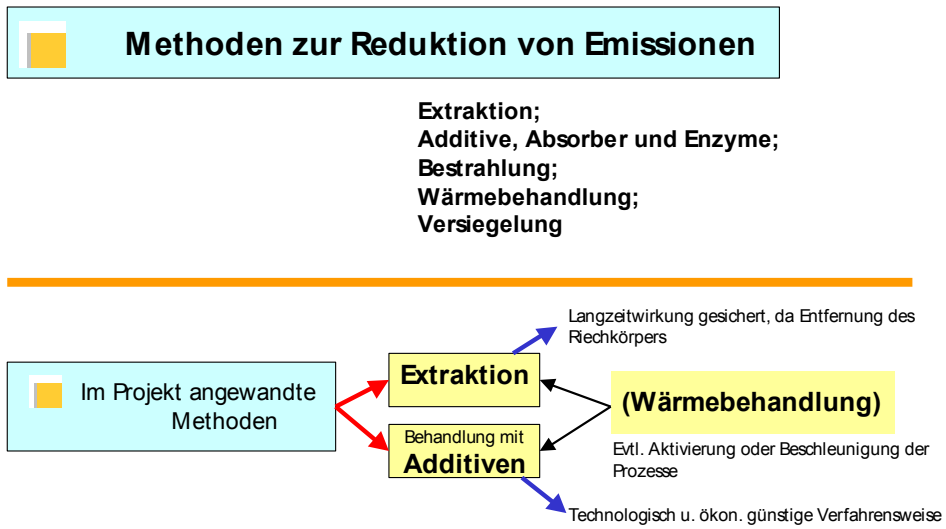 Methoden zur Reduktion von Emissionen
Extraktion;
Additive, Absorber und Enzyme;
Bestrahlung;
Wärmebehandlung;
Versiegelung
Langzeitwirkung gesichert, da Entfernung des
Riechkörpers
Im Projekt angewandte
Methoden
Extraktion
Behandlung mit
Additiven
(Wärmebehandlung)
Evtl. Aktivierung oder Beschleunigung der
Prozesse
Technologisch u. ökon. günstige Verfahrensweise